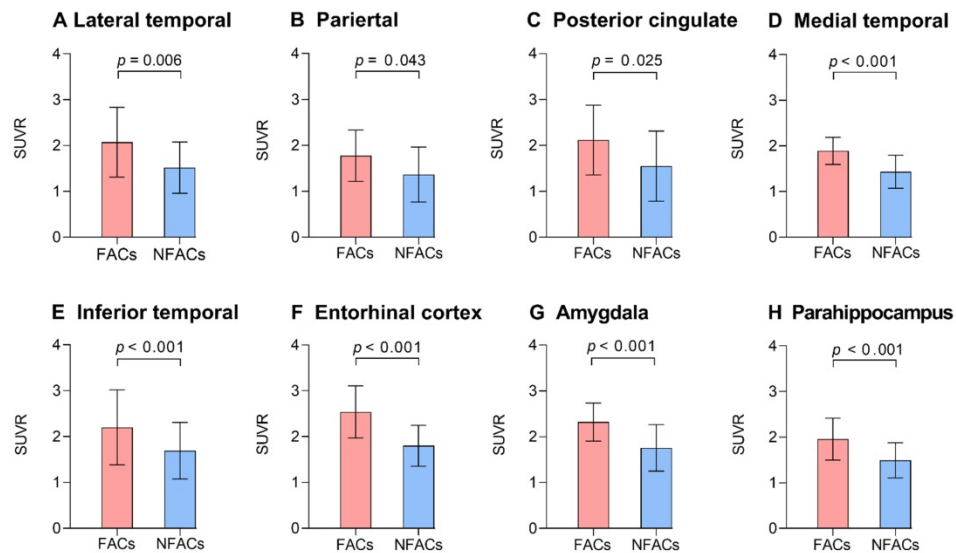 A Lateral temporal
4
3
2
1
0
SUVR
p = 0.006
FACs NFACs
B Pariertal
4
3
2
1
0
SUVR
p = 0.043
FACs NFACs
C Posterior cingulate
4
3
2
1
0
SUVR
p = 0.025
FACs NFACs
D Medial temporal
4
3
2
1
0
SUVR
p < 0.001
FACs NFACs
E Inferior temporal
4
3
2
1
0
SUVR
p < 0.001
FACs NFACs
F Entorhinal cortex
4
3
2
1
0
SUVR
p < 0.001
FACs NFACs
G Amygdala
4
3
2
1
0
SUVR
p < 0.001
FACs NFACs
H Parahippocampus
4
3
2
1
0
SUVR
p < 0.001
FACs NFACs